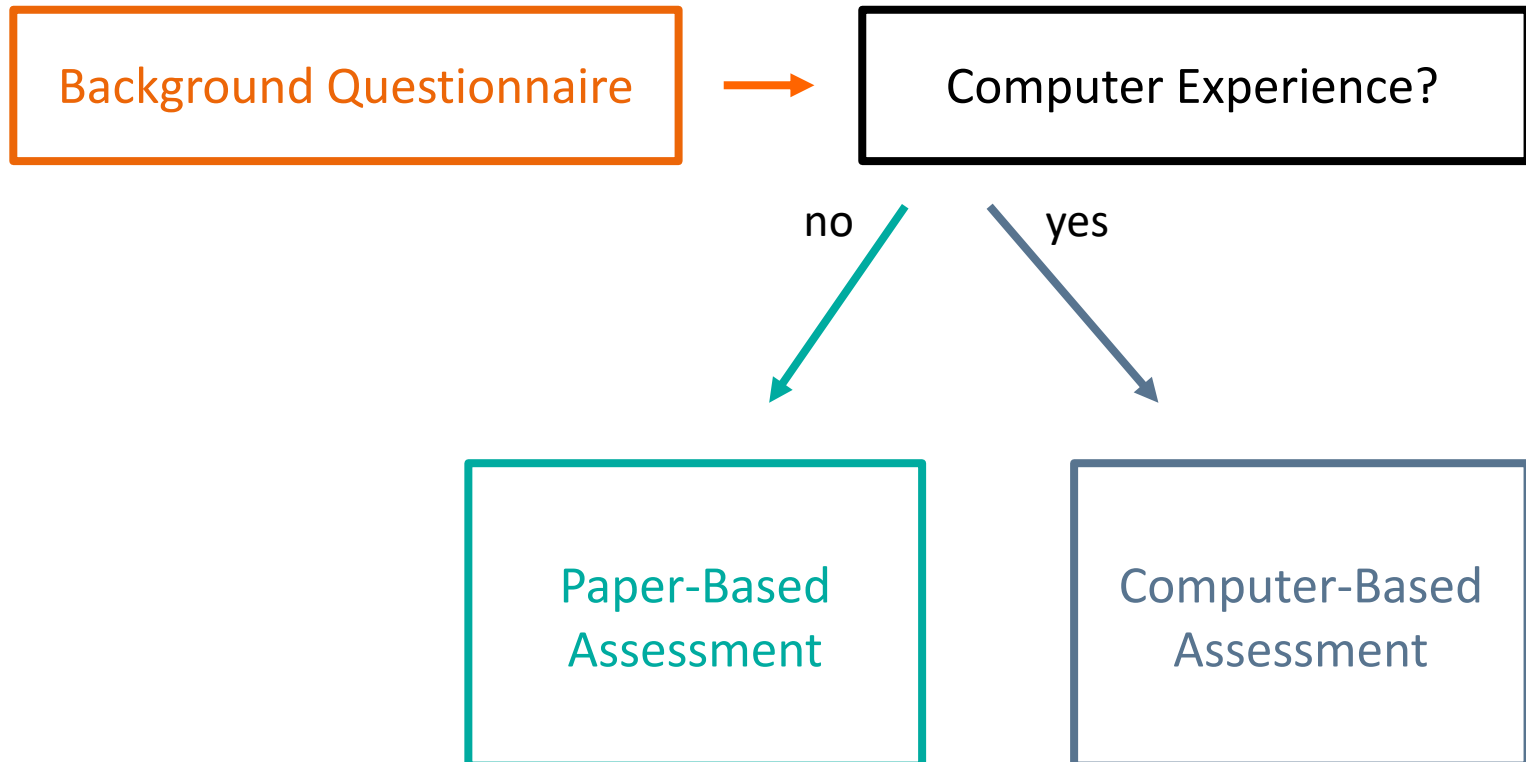 Background Questionnaire
Computer Experience?
no
yes
Paper-Based
Assessment
Computer-Based
Assessment